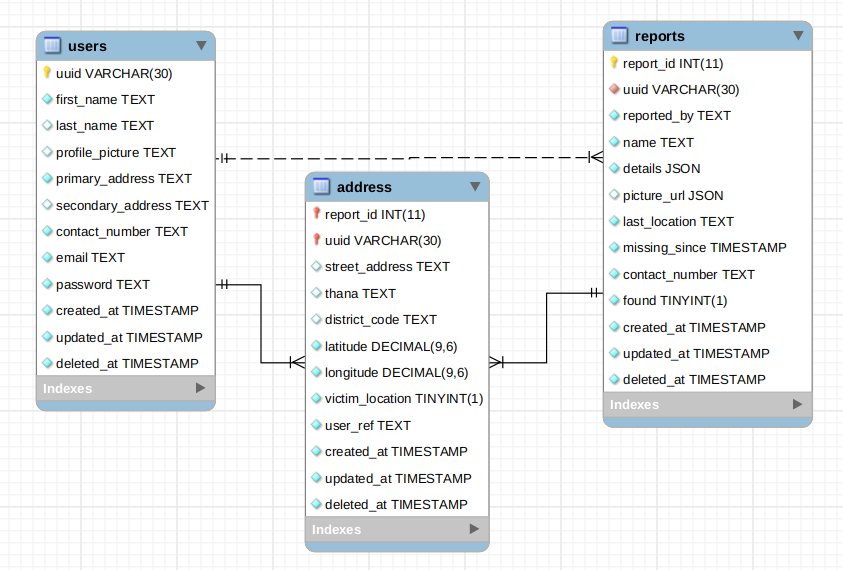 users
uuid VARCHAR(30)
first_name TEXT
last_name TEXT
profile_picture TEXT
primary_address TEXT
secondary_address TEXT
contact_number TEXT
email TEXT
password TEXT
created_at TIMESTAMP
updated_at TIMESTAMP
deleted_at TIMESTAMP
Indexes
address
report_id INT(11)
uuid VARCHAR(30)
street_address TEXT
thana TEXT
district_code TEXT
latitude DECIMAL(9,6)
longitude DECIMAL(9,6)
victim_location TINYINT(1)
user_ref TEXT
created_at TIMESTAMP
updated_at TIMESTAMP
deleted_at TIMESTAMP
Indexes
reports
report_id INT(11)
uuid VARCHAR(30)
reported_by TEXT
name TEXT
details JSON
picture_url JSON
last_location TEXT
missing_since TIMESTAMP
contact_number TEXT
found TINYINT(1)
created_at TIMESTAMP
updated_at TIMESTAMP
deleted_at TIMESTAMP
Indexes